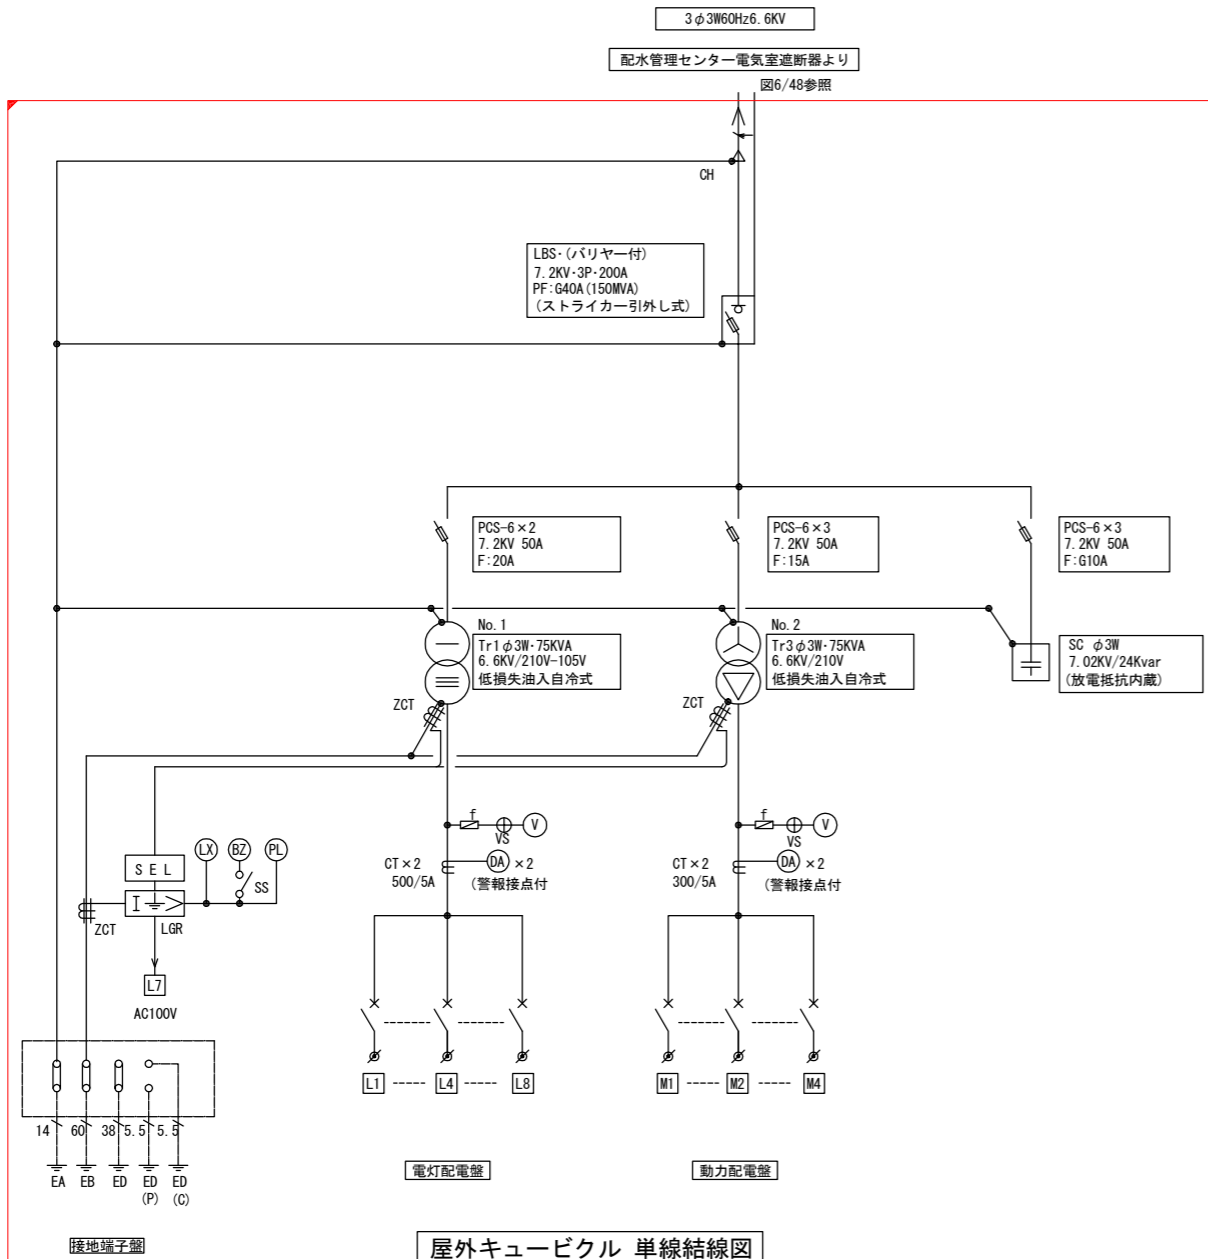 3φ3W60Hz6.6KV
配水管理センター電気室遮断器より
図6/48参照
CH
LBS・(バリヤー付)
7.2KV・3P・200A
PF:G40A(150MVA)
(ストライカー引外し式)
PCS-6×2
7.2KV 50A
F:20A
PCS-6×3
7.2KV 50A
F:15A
PCS-6×3
7.2KV 50A
F:G10A
No.1
Tr1φ3W・75KVA
6.6KV/210V-105V
低損失油入自冷式
No.2
Tr3φ3W・75KVA
6.6KV/210V
低損失油入自冷式
SC φ3W
7.02KV/24Kvar
(放電抵抗内蔵)
ZCT
ZCT
f
VS
V
f
VS
V
CT×2
500/5A
DA ×2
(警報接点付
CT×2
300/5A
DA ×2
(警報接点付
LX
BZ
PL
SEL
SS
I
ZCT
LGR
L7
AC100V
L1
L4
L8
M1
M2
M4
14
60
38
5.5
5.5
EA
EB
ED
ED
(P)
ED
(C)
電灯配電盤
動力配電盤
接地端子盤
屋外キュービクル 単線結線図